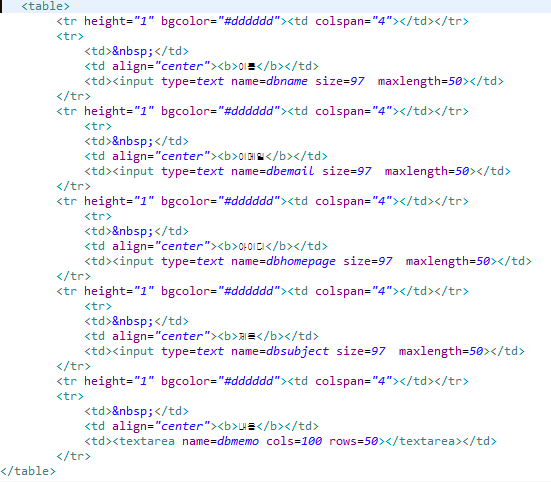 <table>
<tr height="1" bgcolor="#dddddd"><td colspan="4"></td></tr>
<tr>
<td>&nbsp;</td>
<td align="center"><b>이름</b></td>
<td><input type=text name=dbname size=97  maxlength=50></td>
</tr>
<tr height="1" bgcolor="#dddddd"><td colspan="4"></td></tr>
<tr>
<td>&nbsp;</td>
<td align="center"><b>이메일</b></td>
<td><input type=text name=dbemail size=97  maxlength=50></td>
</tr>
<tr height="1" bgcolor="#dddddd"><td colspan="4"></td></tr>
<tr>
<td>&nbsp;</td>
<td align="center"><b>아이디</b></td>
<td><input type=text name=dbhomepage size=97  maxlength=50></td>
</tr>
<tr height="1" bgcolor="#dddddd"><td colspan="4"></td></tr>
<tr>
<td>&nbsp;</td>
<td align="center"><b>제목</b></td>
<td><input type=text name=dbsubject size=97  maxlength=50></td>
</tr>
<tr height="1" bgcolor="#dddddd"><td colspan="4"></td></tr>
<tr>
<td>&nbsp;</td>
<td align="center"><b>내용</b></td>
<td><textarea name=dbmemo cols=100 rows=50></textarea></td>
</tr>
</table>